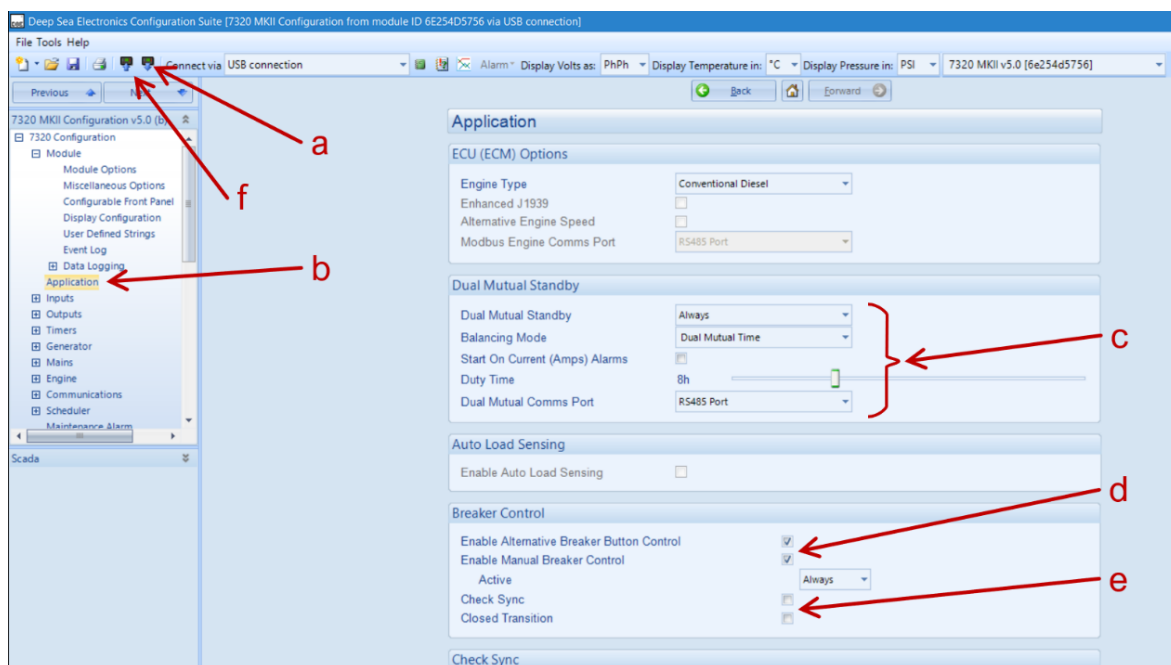 Deep Sea Electronics Configuration Suite [7320 MKII Configuration from module ID 6E254D5756 via USB connection]
File Tools Help
Connect via USB connection Alarm Display Volts as: PhPh Display Temperature in: °C Display Pressure in: PSI 7320 MKII v5.0 [6e254d5756]
Previous
Back Forward
7320 MKII Configuration v5.0 (b)
7320 Configuration
Module
Module Options
Miscellaneous Options
Configurable Front Panel
Display Configuration
User Defined Strings
Event Log
Data Logging
Application
Inputs
Outputs
Timers
Generator
Mains
Engine
Communications
Scheduler
Maintenance Alarm
Scada
Application
ECU (ECM) Options
Engine Type Conventional Diesel
Enhanced J1939
Alternative Engine Speed
Modbus Engine Comms Port RS485 Port
Dual Mutual Standby
Dual Mutual Standby Always
Balancing Mode Dual Mutual Time
Start On Current (Amps) Alarms
Duty Time 8h
Dual Mutual Comms Port RS485 Port
Auto Load Sensing
Enable Auto Load Sensing
Breaker Control
Enable Alternative Breaker Button Control
Enable Manual Breaker Control
Active Always
Check Sync
Closed Transition
Check Sync
a
f
b
c
d
e